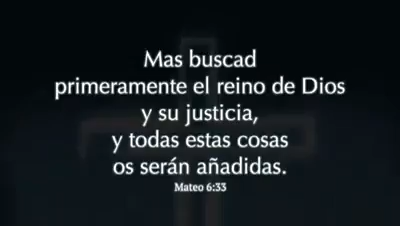 Mas buscad
primeramente el reino de Dios
y su justicia,
y todas estas cosas
os serán añadidas.
Mateo 6:33